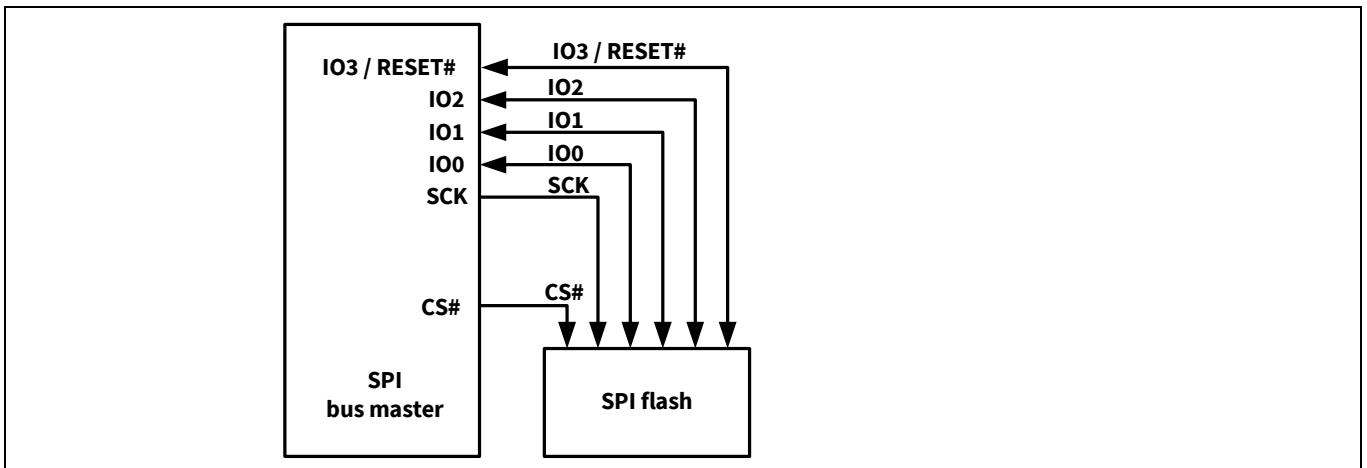 IO3 / RESET#
IO3 / RESET#
IO2
IO2
IO1
IO1
IO0
IO0
SCK
SCK
CS#
CS#
SPI
bus master
SPI flash